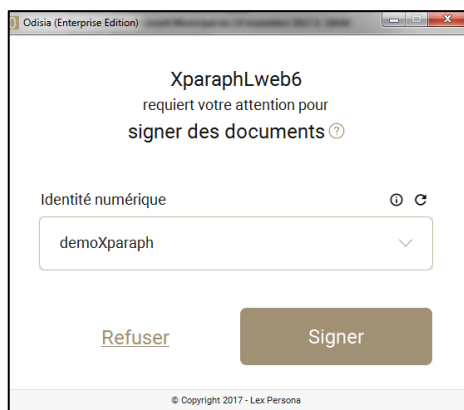 Odisia (Enterprise Edition)
XparaphLweb6
requiert votre attention pour
signer des documents ?
Identité numérique
demoXparaph
Refuser
Signer
© Copyright 2017 - Lex Persona